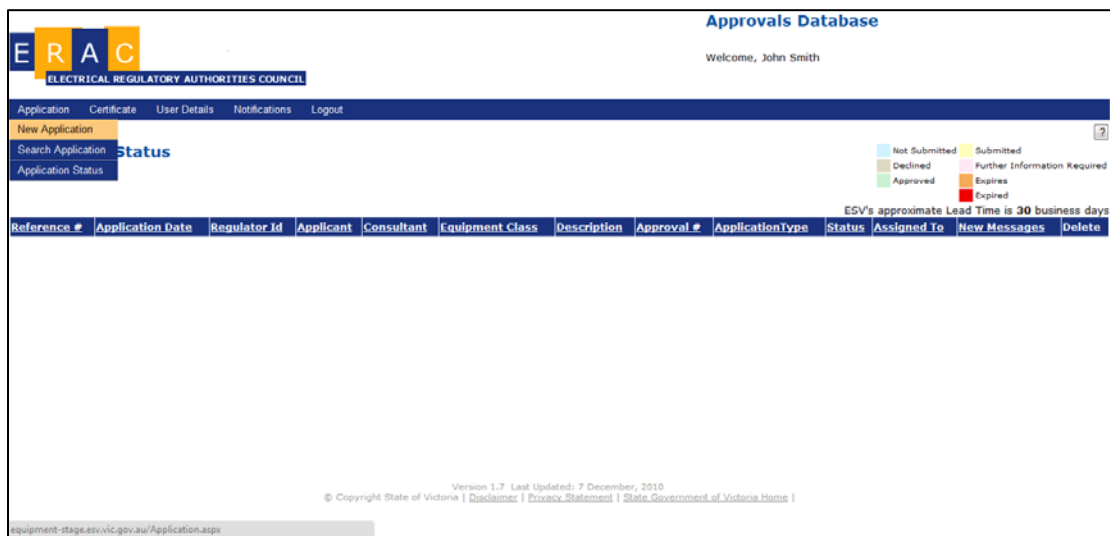 Approvals Database
E R A C
Welcome, John Smith
ELECTRICAL REGULATORY AUTHORITIES COUNCIL
Application Certificate User Details Notifications Logout
New Application
?
Search Application
Status
Application Status
Not Submitted Submitted
Declined Further Information Required
Approved Expires
Expired
ESV's approximate Lead Time is 30 business days
Reference # Application Date Regulator Id Applicant Consultant Equipment Class Description Approval # ApplicationType Status Assigned To New Messages Delete
Version 1.7 Last Updated: 7 December, 2010
© Copyright State of Victoria | Disclaimer | Privacy Statement | State Government of Victoria Home |
equipment-stage.esv.vic.gov.au/Application.aspx